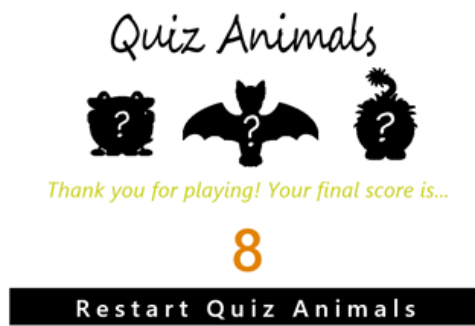 Quiz Animals
? ? ?
Thank you for playing! Your final score is...
8
Restart Quiz Animals